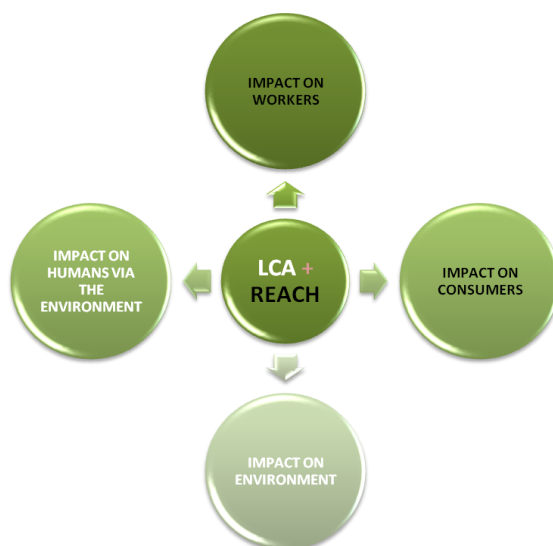 IMPACT ON
WORKERS
IMPACT ON
HUMANS VIA
THE
ENVIRONMENT
LCA +
REACH
IMPACT ON
CONSUMERS
IMPACT ON
ENVIRONMENT